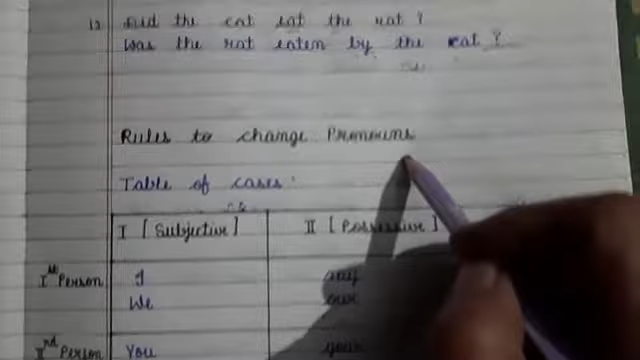 12 Did the cat eat the rat ?
Was the rat eaten by the cat ?
Rules to change Pronouns
Table of cases :
I [Subjective] II [Possessive]
Ist Person I my
We our
IInd Person You your